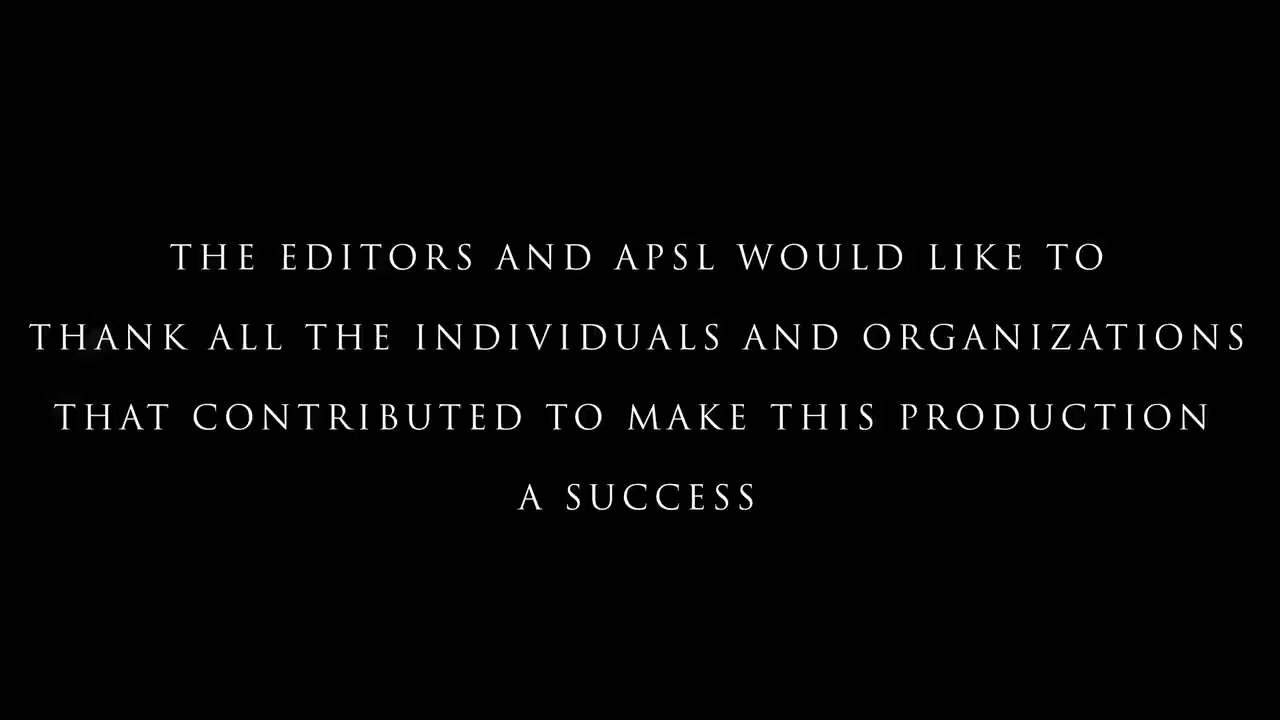 THE EDITORS AND APSL WOULD LIKE TO
THANK ALL THE INDIVIDUALS AND ORGANIZATIONS
THAT CONTRIBUTED TO MAKE THIS PRODUCTION
A SUCCESS